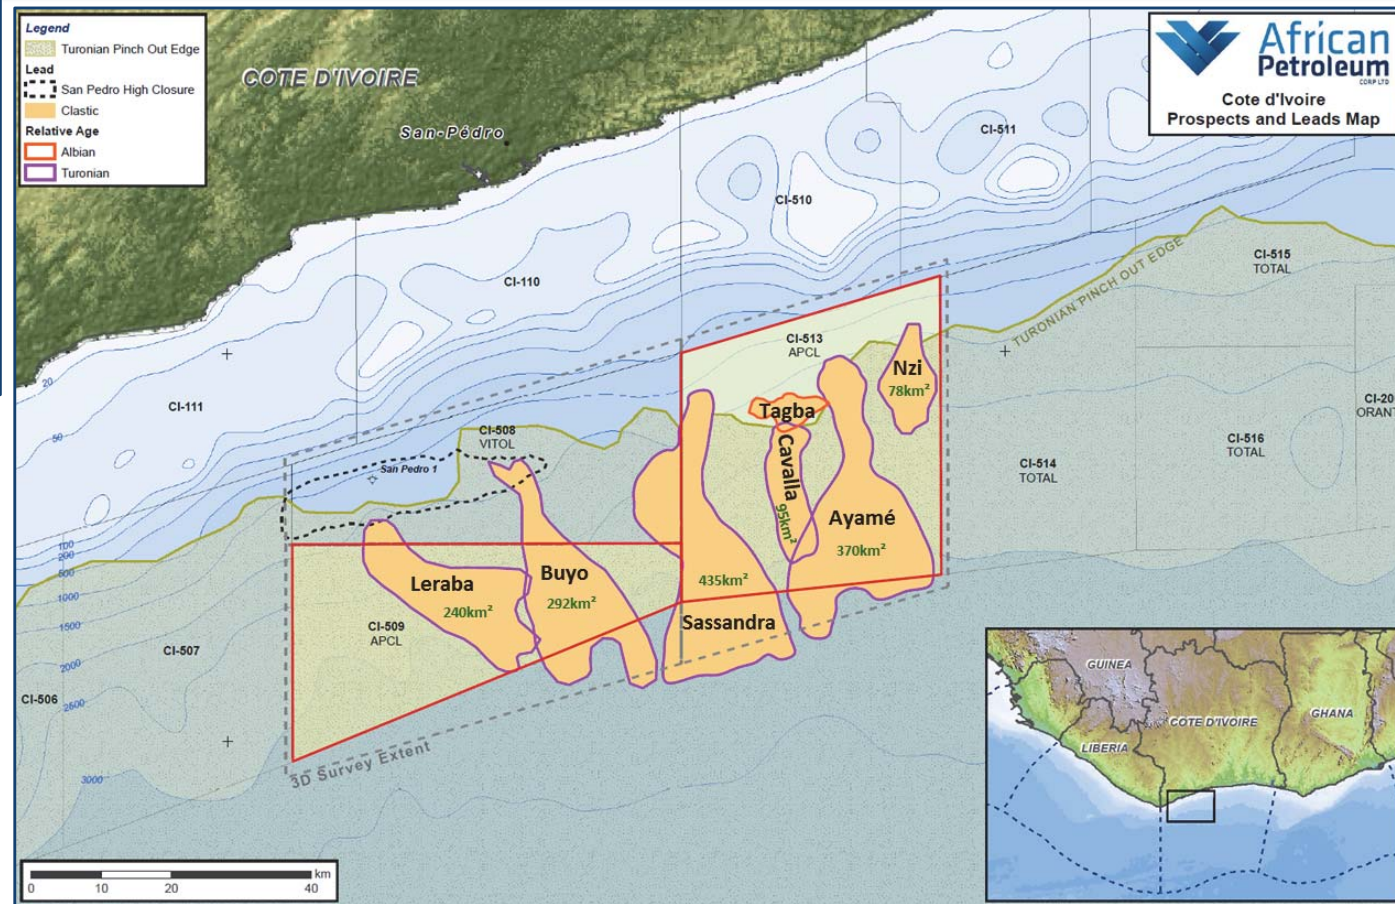 Legend
Turonian Pinch Out Edge
Lead
San Pedro High Closure
Clastic
Relative Age
Albian
Turonian
COTE D'IVOIRE
San-Pédro
African
Petroleum
CORP LTD
Cote d'Ivoire
Prospects and Leads Map
CI-511
CI-510
CI-110
CI-111
CI-515
TOTAL
TURONIAN PINCH OUT EDGE
CI-513
APCL
Nzi
78km²
Tagba
Cavalla
95km²
Ayamé
370km²
CI-20
ORANT
CI-516
TOTAL
CI-514
TOTAL
CI-508
VITOL
San Pedro 1
20
50
100
200
500
1000
1500
2000
2500
3000
Leraba
240km²
Buyo
292km²
435km²
Sassandra
CI-509
APCL
CI-507
CI-506
3D Survey Extent
GUINEA
COTE D'IVOIRE
GHANA
LIBERIA
km
0 10 20 40